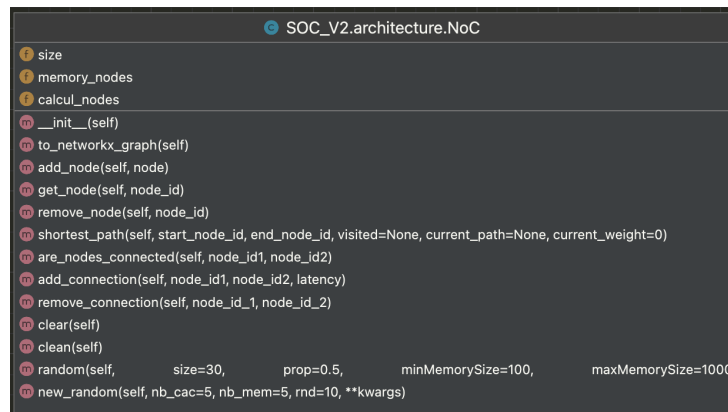 SOC_V2.architecture.NoC
size
memory_nodes
calcul_nodes
__init__(self)
to_networkx_graph(self)
add_node(self, node)
get_node(self, node_id)
remove_node(self, node_id)
shortest_path(self, start_node_id, end_node_id, visited=None, current_path=None, current_weight=0)
are_nodes_connected(self, node_id1, node_id2)
add_connection(self, node_id1, node_id2, latency)
remove_connection(self, node_id_1, node_id_2)
clear(self)
clean(self)
random(self, size=30, prop=0.5, minMemorySize=100, maxMemorySize=1000
new_random(self, nb_cac=5, nb_mem=5, rnd=10, **kwargs)